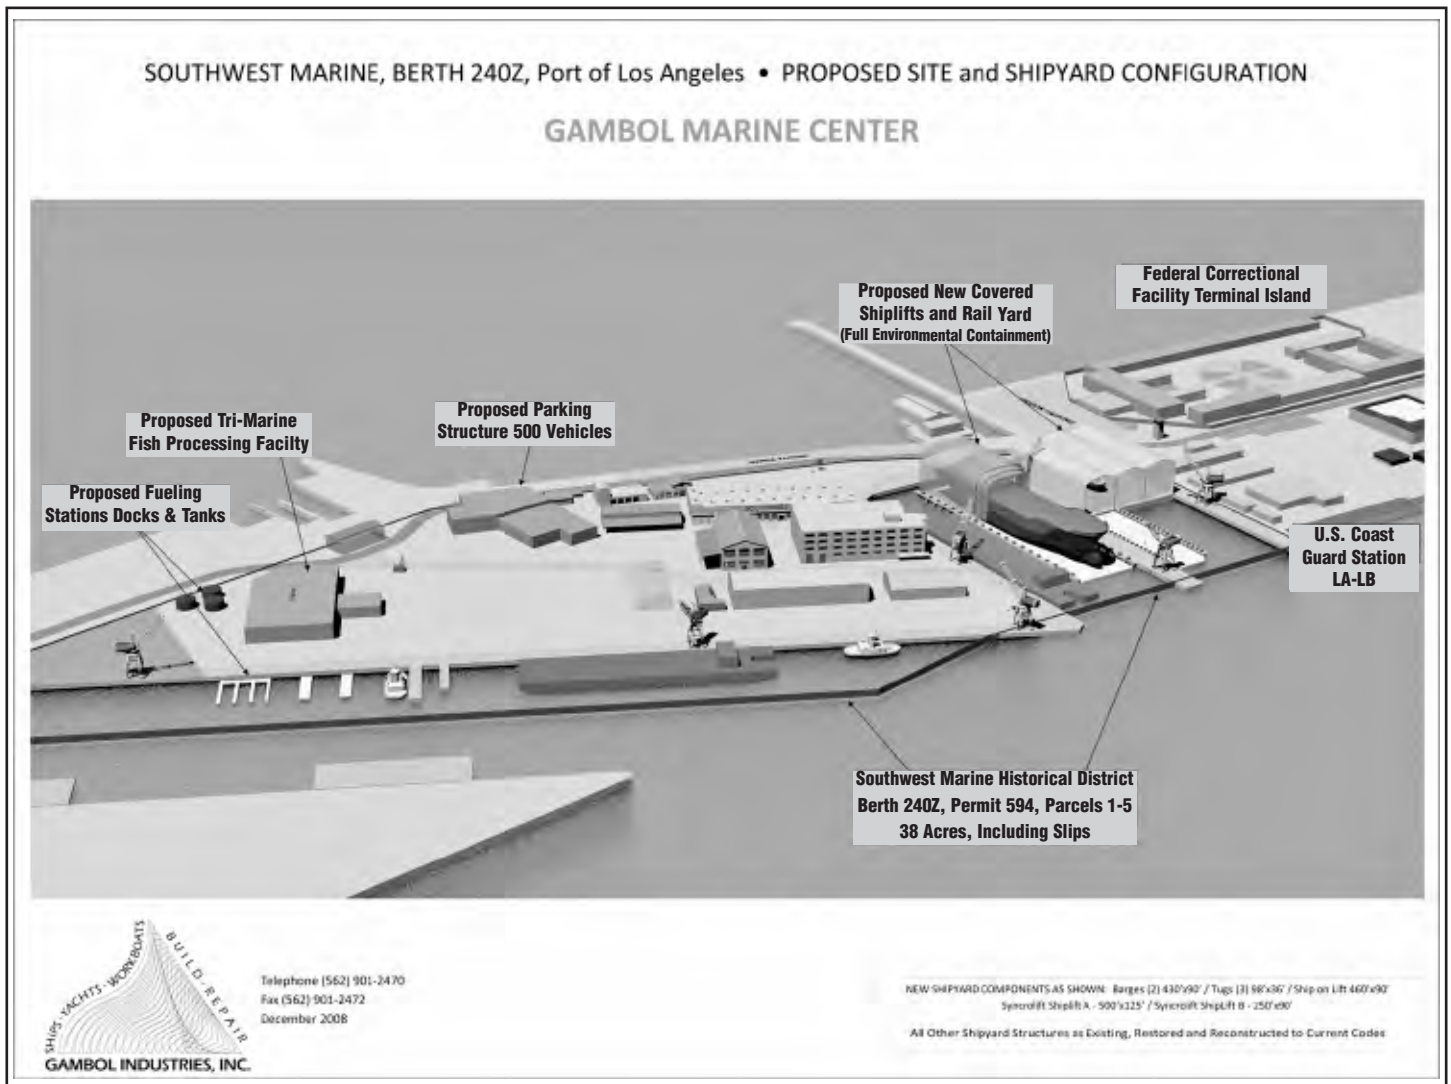 SOUTHWEST MARINE, BERTH 240Z, Port of Los Angeles • PROPOSED SITE and SHIPYARD CONFIGURATION
GAMBOL MARINE CENTER
Federal Correctional
Facility Terminal Island
Proposed New Covered
Shiplifts and Rail Yard
(Full Environmental Containment)
Proposed Parking
Structure 500 Vehicles
Proposed Tri-Marine
Fish Processing Facilty
Proposed Fueling
Stations Docks & Tanks
U.S. Coast
Guard Station
LA-LB
Southwest Marine Historical District
Berth 240Z, Permit 594, Parcels 1-5
38 Acres, Including Slips
SHIPS · YACHTS · WORKBOATS
BUILD - REPAIR
GAMBOL INDUSTRIES, INC.
Telephone (562) 901-2470
Fax (562) 901-2472
December 2008
NEW SHIPYARD COMPONENTS AS SHOWN: Barges (2) 430'x90' / Tugs (3) 98'x36' / Ship on Lift 460'x90'
Syncrolift Shiplift A - 500'x125' / Syncrolift ShipLift B - 250'x90'
All Other Shipyard Structures as Existing, Restored and Reconstructed to Current Codes